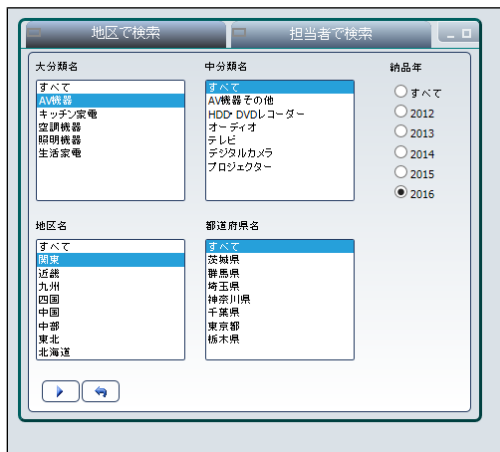 地区で検索
担当者で検索
大分類名
すべて
AV機器
キッチン家電
空調機器
照明機器
生活家電
中分類名
すべて
AV機器その他
HDD・DVDレコーダー
オーディオ
テレビ
デジタルカメラ
プロジェクター
納品年
すべて
2012
2013
2014
2015
2016
地区名
すべて
関東
近畿
九州
四国
中国
中部
東北
北海道
都道府県名
すべて
茨城県
群馬県
埼玉県
神奈川県
千葉県
東京都
栃木県